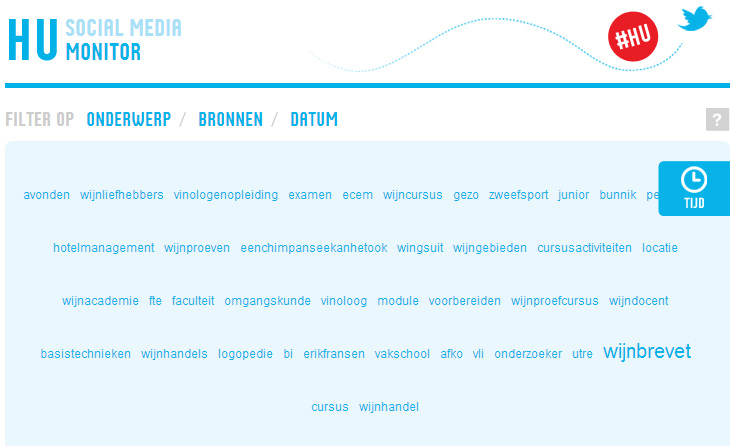 HU SOCIAL MEDIA
MONITOR
#HU
FILTER OP ONDERWERP / BRONNEN / DATUM
?
TIJD
avonden wijnliefhebbers vinologenopleiding examen ecem wijncursus gezo zweefsport junior bunnik
hotelmanagement wijnproeven eenchimpanseekanhetook wingsuit wijngebieden cursusactiviteiten locatie
wijnacademie fte faculteit omgangskunde vinoloog module voorbereiden wijnproefcursus wijndocent
basistechnieken wijnhandels logopedie bi erikfransen vakschool afko vli onderzoeker utre wijnbrevet
cursus wijnhandel